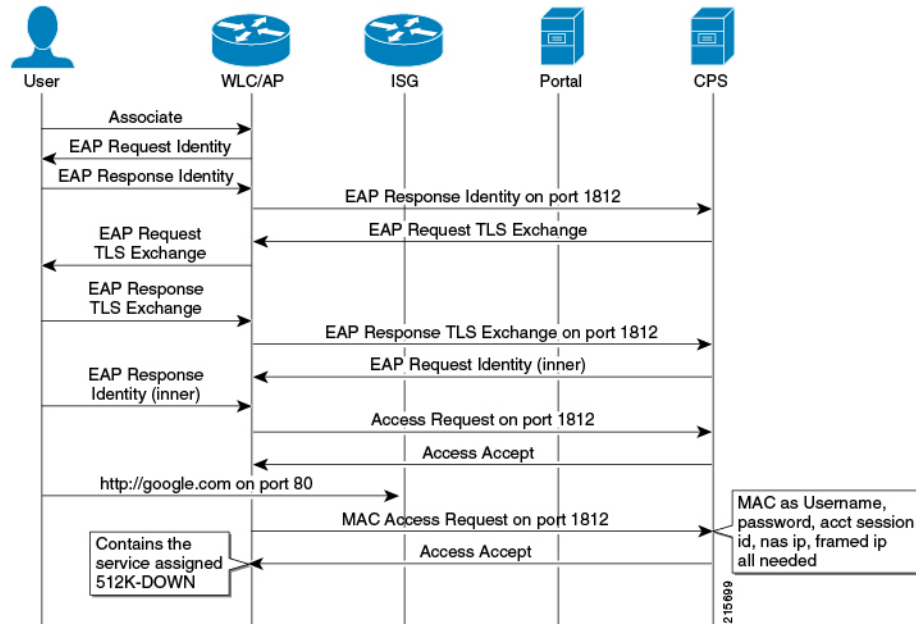 User
WLC/AP
ISG
Portal
CPS
Associate
EAP Request Identity
EAP Response Identity
EAP Response Identity on port 1812
EAP Request TLS Exchange
EAP Request
TLS Exchange
EAP Response
TLS Exchange
EAP Response TLS Exchange on port 1812
EAP Request Identity (inner)
EAP Response
Identity (inner)
Access Request on port 1812
Access Accept
http://google.com on port 80
MAC Access Request on port 1812
MAC as Username,
password, acct session
id, nas ip, framed ip
all needed
Access Accept
Contains the
service assigned
512K-DOWN
215699